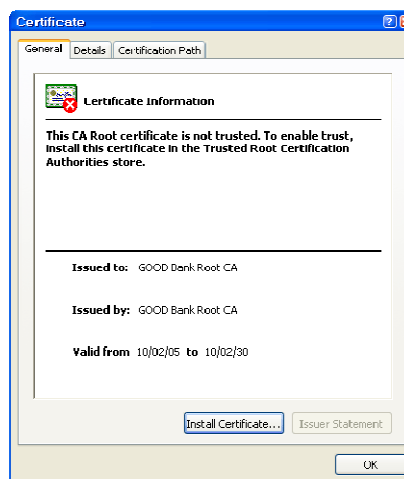 Certificate
General Details Certification Path
Certificate Information
This CA Root certificate is not trusted. To enable trust,
install this certificate in the Trusted Root Certification
Authorities store.
Issued to: GOOD Bank Root CA
Issued by: GOOD Bank Root CA
Valid from 10/02/05 to 10/02/30
Install Certificate... Issuer Statement
OK